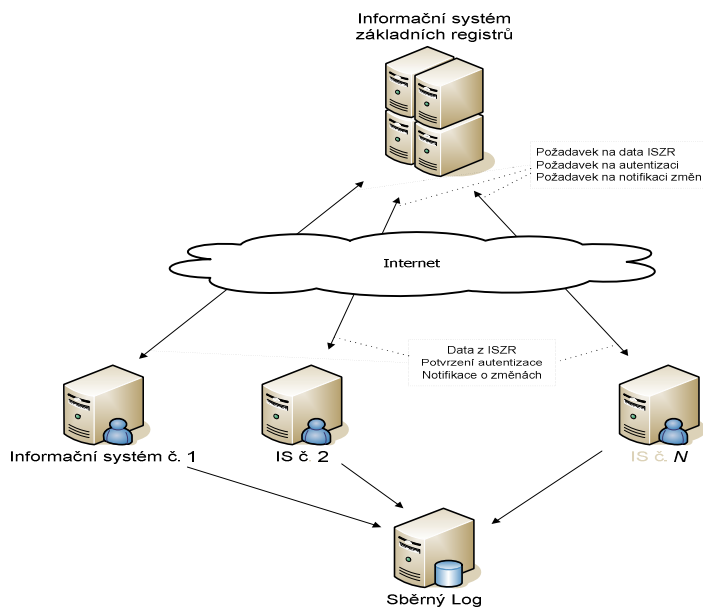 Informační systém
základních registrů
Požadavek na data ISZR
Požadavek na autentizaci
Požadavek na notifikaci změn
Internet
Data z ISZR
Potvrzení autentizace
Notifikace o změnách
Informační systém č. 1
IS č. 2
IS č. N
Sběrný Log